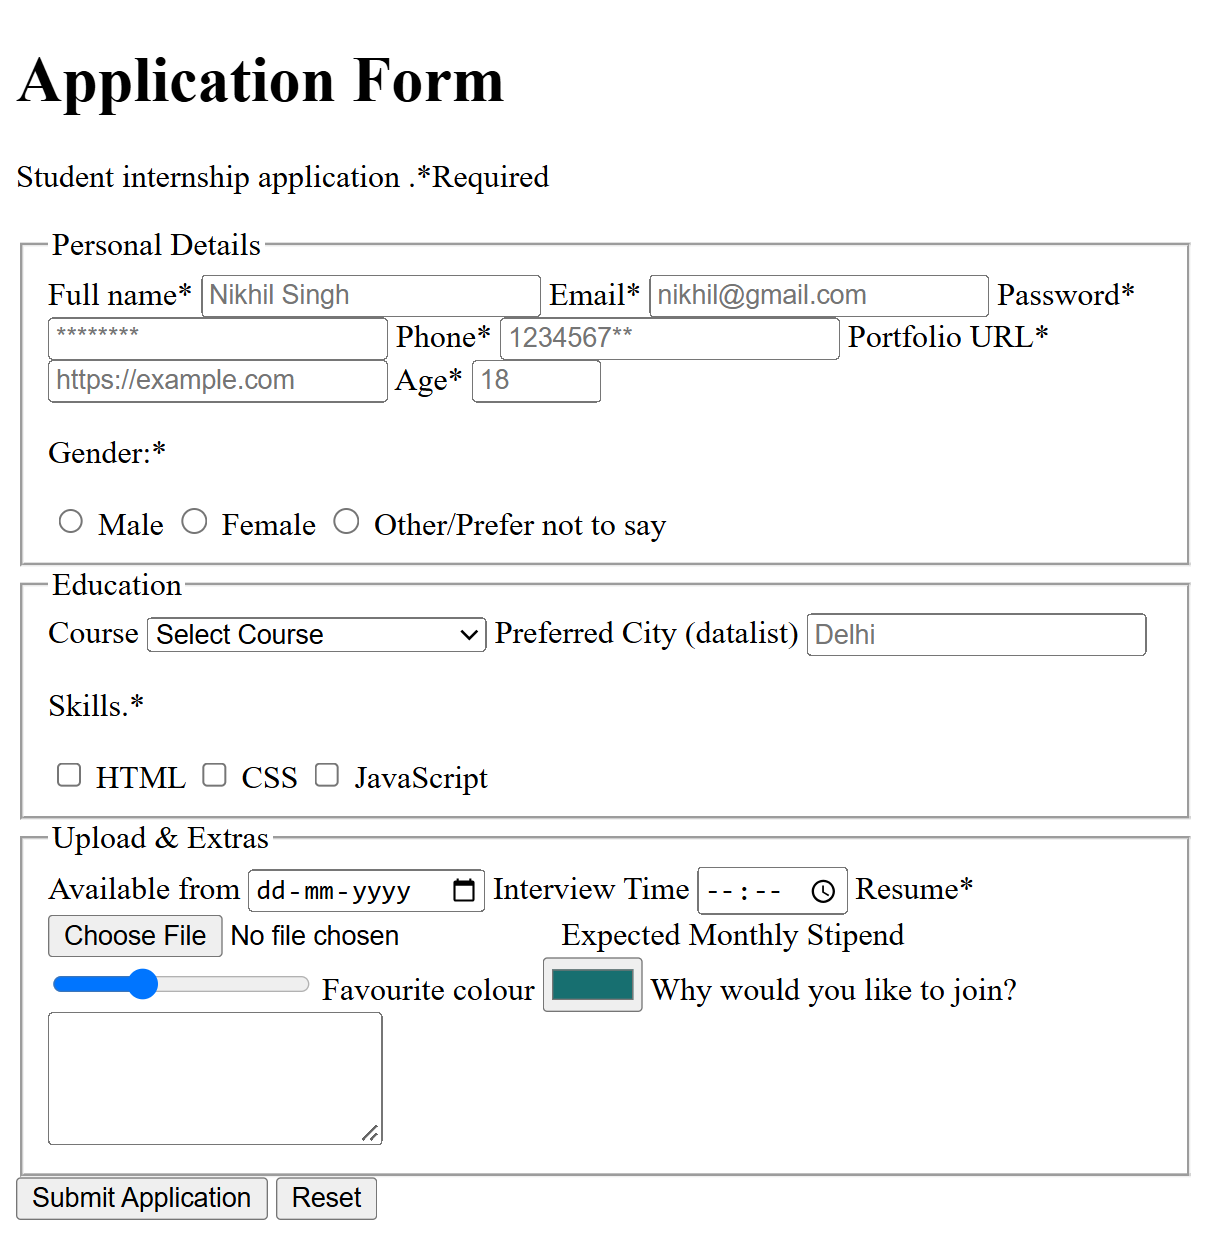 Application Form
Student internship application .*Required
Personal Details
Full name* Nikhil Singh Email* nikhil@gmail.com Password*
******** Phone* 1234567** Portfolio URL*
https://example.com Age* 18
Gender:*
Male Female Other/Prefer not to say
Education
Course Select Course Preferred City (datalist) Delhi
Skills.*
HTML CSS JavaScript
Upload & Extras
Available from dd-mm-yyyy Interview Time --:-- Resume*
Choose File No file chosen Expected Monthly Stipend
Favourite colour Why would you like to join?
Submit Application Reset